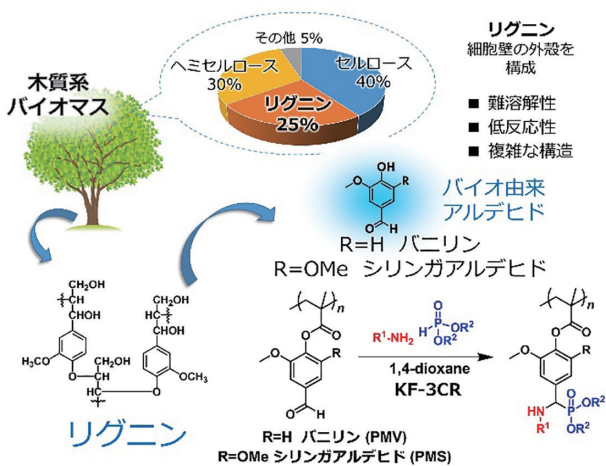 木質系
バイオマス
その他 5%
ヘミセルロース
30%
セルロース
40%
リグニン
25%
リグニン
細胞壁の外殻を
構成
■ 難溶解性
■ 低反応性
■ 複雑な構造
OH
O
R
O
H
バイオ由来
アルデヒド
R=H バニリン
R=OMe シリンガアルデヒド
CH₂OH
CH
CHOH
CH₃O
O
CH₂OH
CH
CH
CH₂OH
CH
CHOH
O
OCH₃
リグニン
n
O
O
O
R
O
H
R=H バニリン (PMV)
R=OMe シリンガアルデヒド (PMS)
R¹-NH₂
O
H
P
OR²
OR²
1,4-dioxane
KF-3CR
n
O
O
O
R
HN
R¹
O
P
OR²
OR²